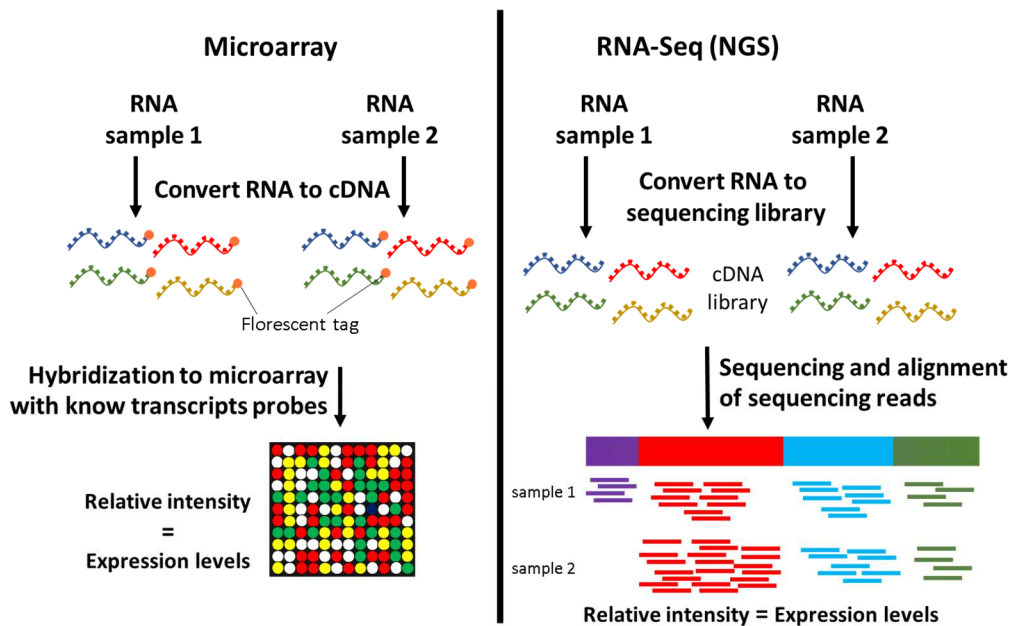 Microarray
RNA
sample 1
RNA
sample 2
Convert RNA to cDNA
Florescent tag
Hybridization to microarray
with know transcripts probes
Relative intensity
=
Expression levels
RNA-Seq (NGS)
RNA
sample 1
RNA
sample 2
Convert RNA to
sequencing library
cDNA
library
Sequencing and alignment
of sequencing reads
sample 1
sample 2
Relative intensity = Expression levels